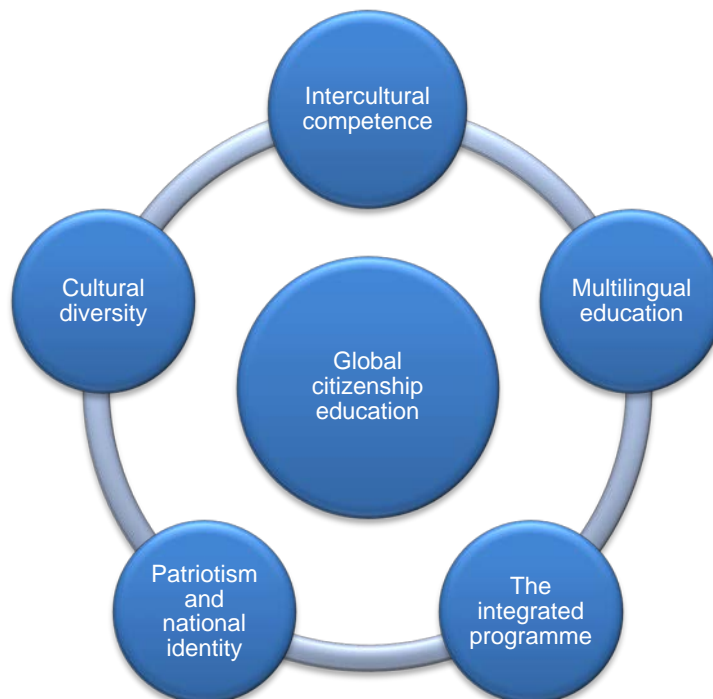 Intercultural
competence
Cultural
diversity
Multilingual
education
Global
citizenship
education
Patriotism
and
national
identity
The
integrated
programme